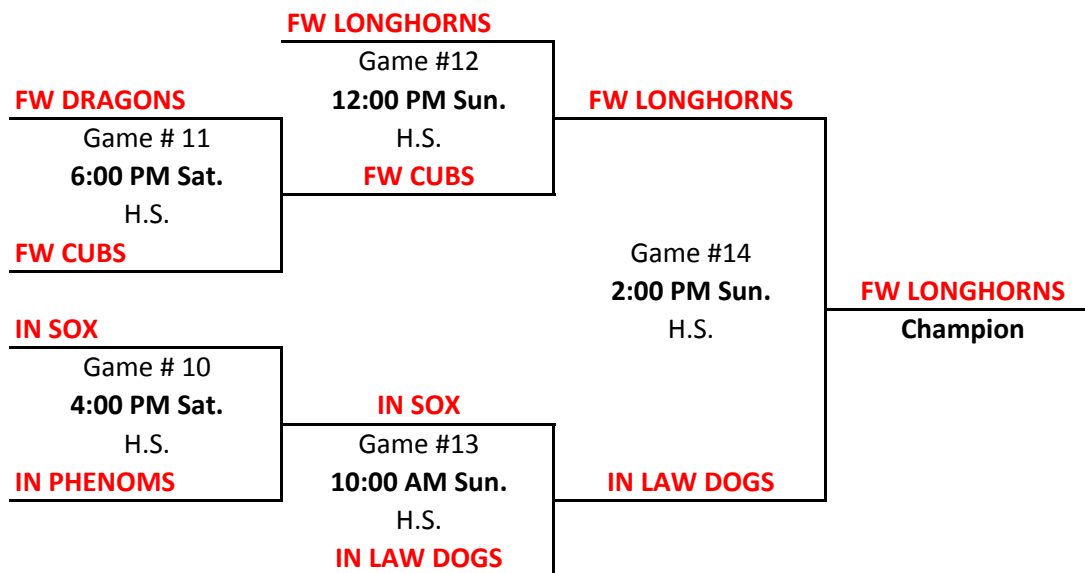 FW LONGHORNS
Game #12
FW DRAGONS
12:00 PM Sun.
FW LONGHORNS
Game # 11
H.S.
6:00 PM Sat.
FW CUBS
H.S.
FW CUBS
Game #14
2:00 PM Sun.
FW LONGHORNS
IN SOX
H.S.
Champion
Game # 10
4:00 PM Sat.
IN SOX
H.S.
Game #13
IN PHENOMS
10:00 AM Sun.
IN LAW DOGS
H.S.
IN LAW DOGS